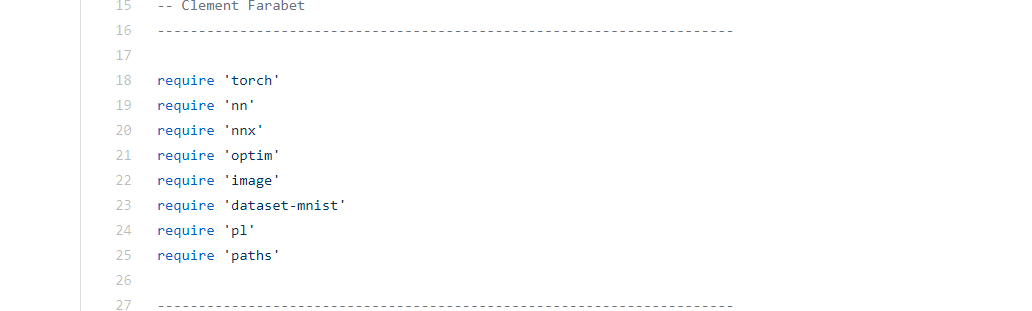 15 -- Clement Farabet
16 ----------------------------------------------------------------------
17
18 require 'torch'
19 require 'nn'
20 require 'nnx'
21 require 'optim'
22 require 'image'
23 require 'dataset-mnist'
24 require 'pl'
25 require 'paths'
26
27 ----------------------------------------------------------------------